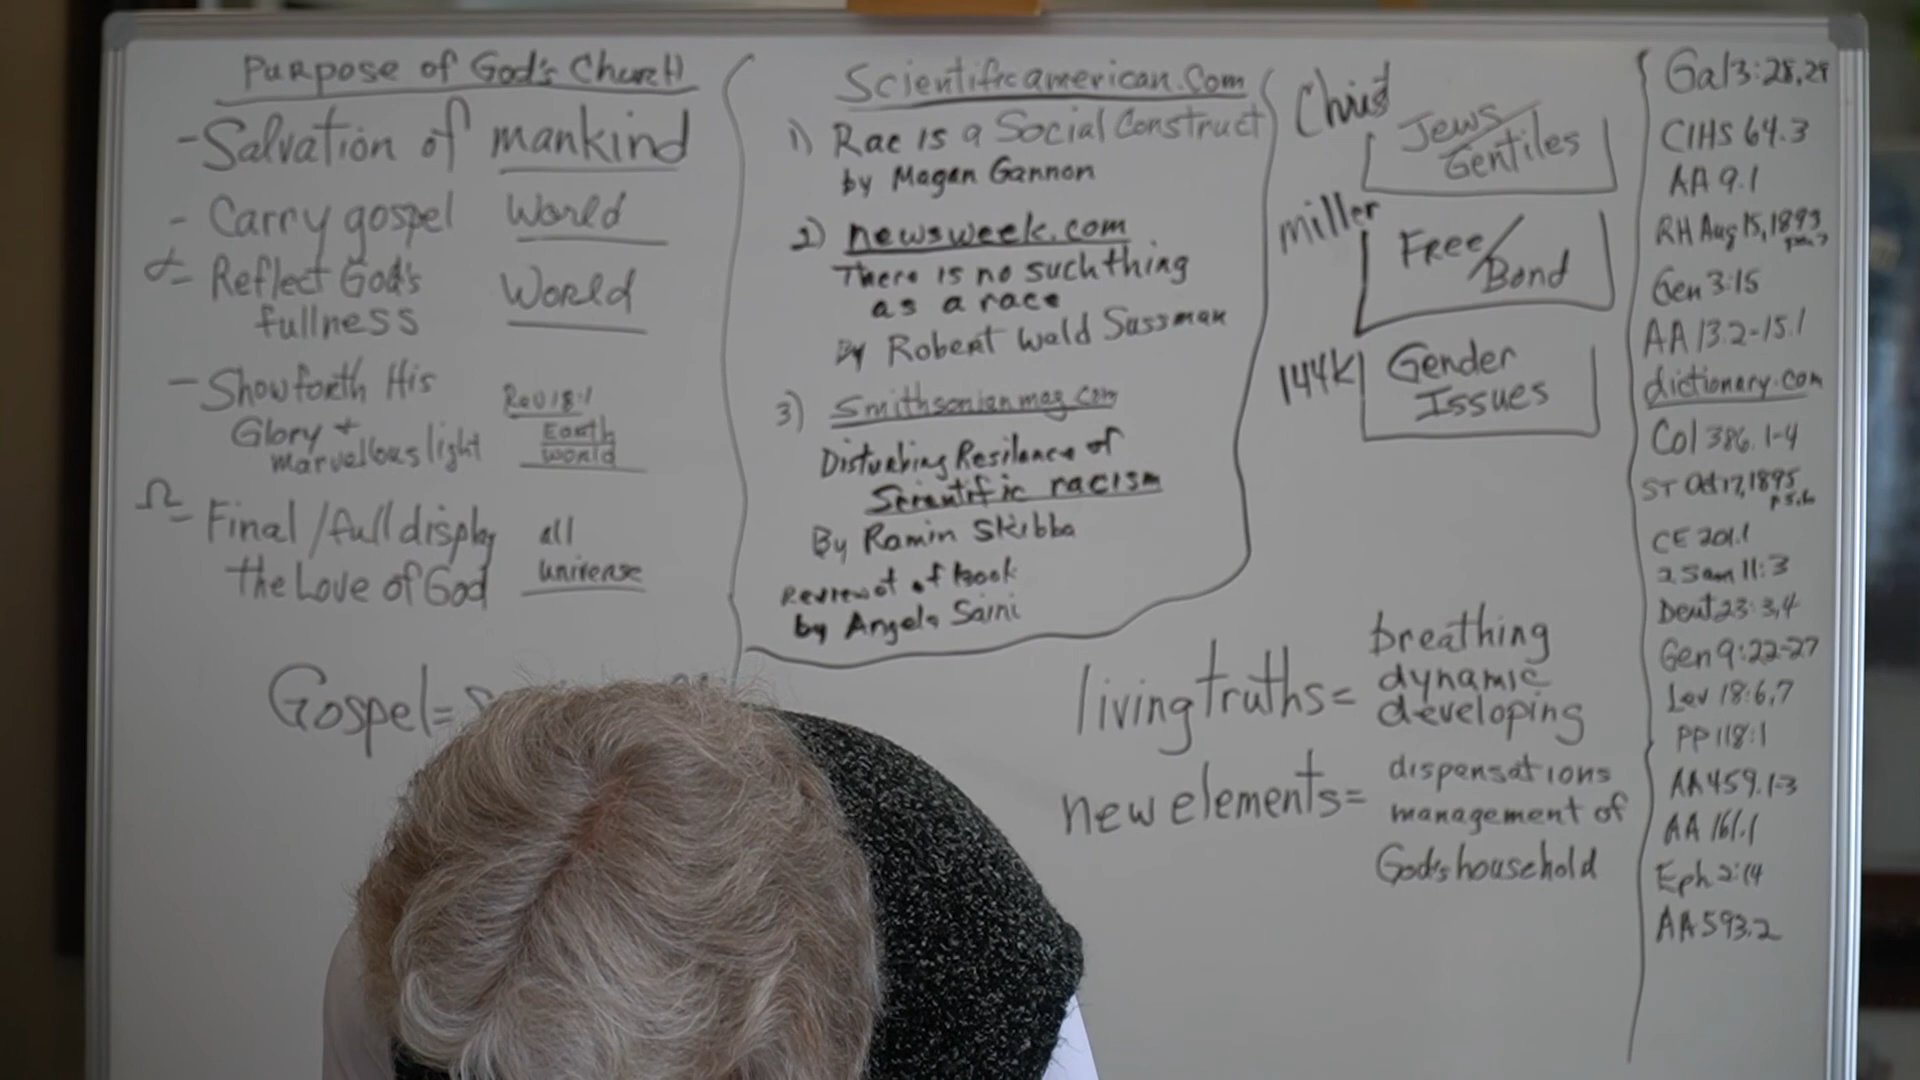 Purpose of God's Church
- Salvation of mankind
- Carry gospel World
α - Reflect God's World
fullness
- Show forth His Rev 18:1
Glory + Earth
marvellous light world
Ω - Final / full display all
the Love of God universe
Gospel =
Scientificamerican.Com
1) Rae is a Social Construct
by Magan Gannon
2) newsweek.com
There is no such thing
as a race
By Robert Wald Sussman
3) Smithsonianmag.com
Disturbing Resilance of
Scientific racism
By Ramin Skibba
Review of book
by Angela Saini
Christ Jews/
Gentiles
miller Free/
Bond
144K Gender
Issues
living truths = breathing
dynamic
developing
new elements = dispensations
management of
God's household
Gal 3:28,29
CIHS 64.3
AA 9.1
RH Aug 15, 1893
Gen 3:15
AA 13.2-15.1
dictionary.com
Col 386.1-4
ST Oct 17, 1895
p 5,6
CE 201.1
2 Sam 11:3
Deut 23:3,4
Gen 9:22-27
Lev 18:6,7
PP 118.1
AA 459.1-3
AA 161.1
Eph 2:14
AA 593.2